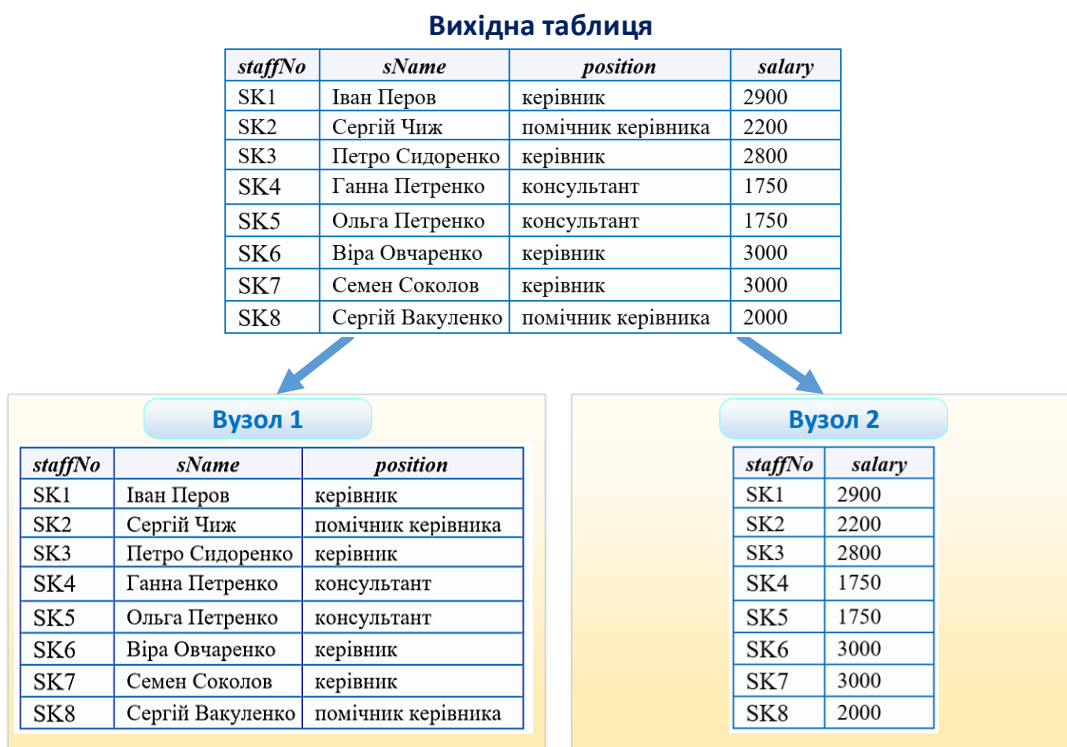 Вихідна таблиця
staffNo sName position salary
SK1 Іван Перов керівник 2900
SK2 Сергій Чиж помічник керівника 2200
SK3 Петро Сидоренко керівник 2800
SK4 Ганна Петренко консультант 1750
SK5 Ольга Петренко консультант 1750
SK6 Віра Овчаренко керівник 3000
SK7 Семен Соколов керівник 3000
SK8 Сергій Вакуленко помічник керівника 2000
Вузол 1
staffNo sName position
SK1 Іван Перов керівник
SK2 Сергій Чиж помічник керівника
SK3 Петро Сидоренко керівник
SK4 Ганна Петренко консультант
SK5 Ольга Петренко консультант
SK6 Віра Овчаренко керівник
SK7 Семен Соколов керівник
SK8 Сергій Вакуленко помічник керівника
Вузол 2
staffNo salary
SK1 2900
SK2 2200
SK3 2800
SK4 1750
SK5 1750
SK6 3000
SK7 3000
SK8 2000